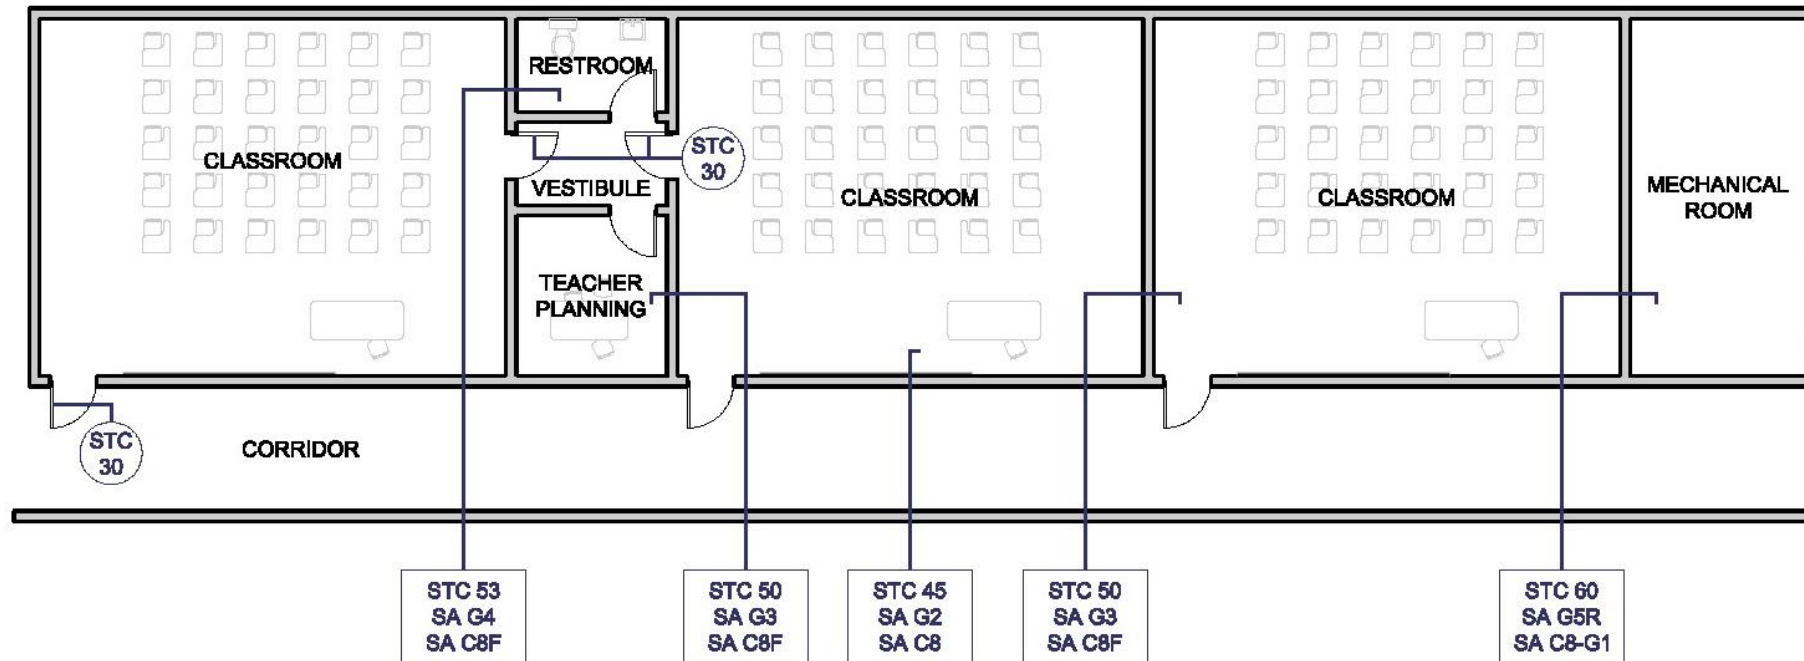 RESTROOM
CLASSROOM
STC
30
VESTIBULE
CLASSROOM
CLASSROOM
MECHANICAL
ROOM
TEACHER
PLANNING
STC
30
CORRIDOR
STC 53
SA G4
SA C8F
STC 50
SA G3
SA C8F
STC 45
SA G2
SA C8
STC 50
SA G3
SA C8F
STC 60
SA G5R
SA C8-G1